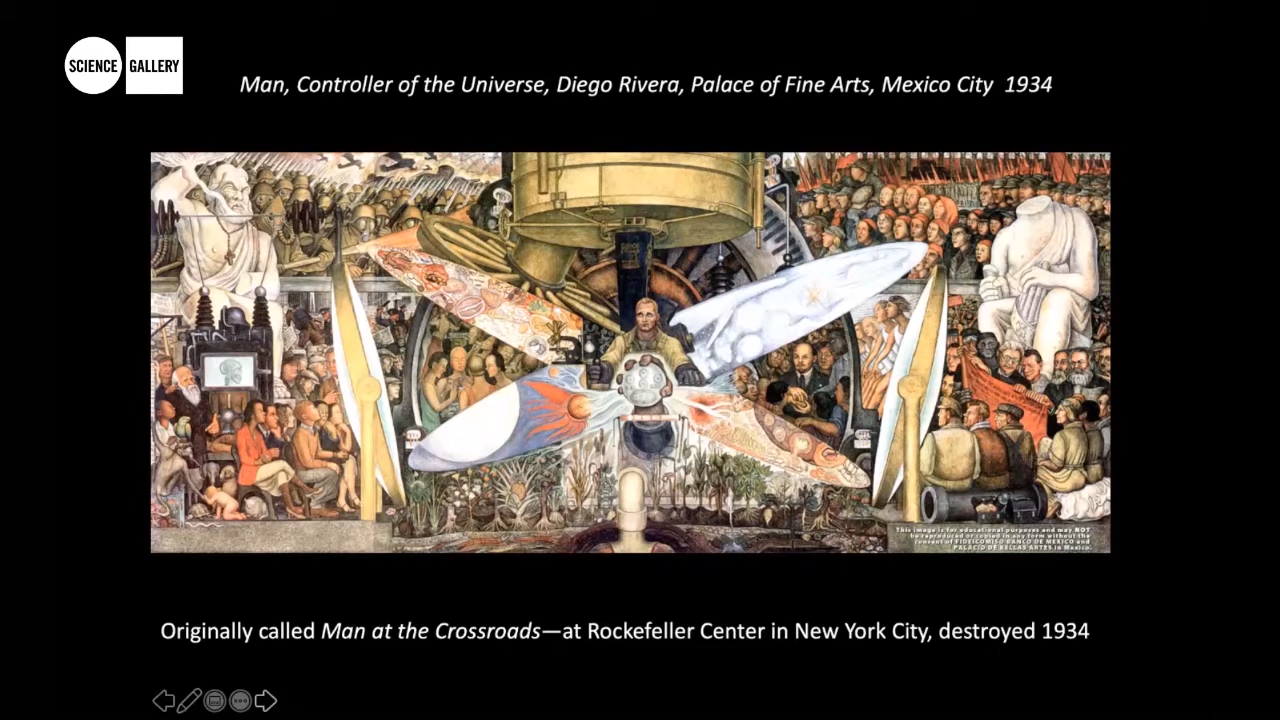 SCIENCE GALLERY
Man, Controller of the Universe, Diego Rivera, Palace of Fine Arts, Mexico City 1934
This image is for educational purposes and may NOT
be reproduced or copied in any form without the
consent of FIDEICOMISO BANCO DE MEXICO and
PALACIO DE BELLAS ARTES in Mexico.
Originally called Man at the Crossroads—at Rockefeller Center in New York City, destroyed 1934